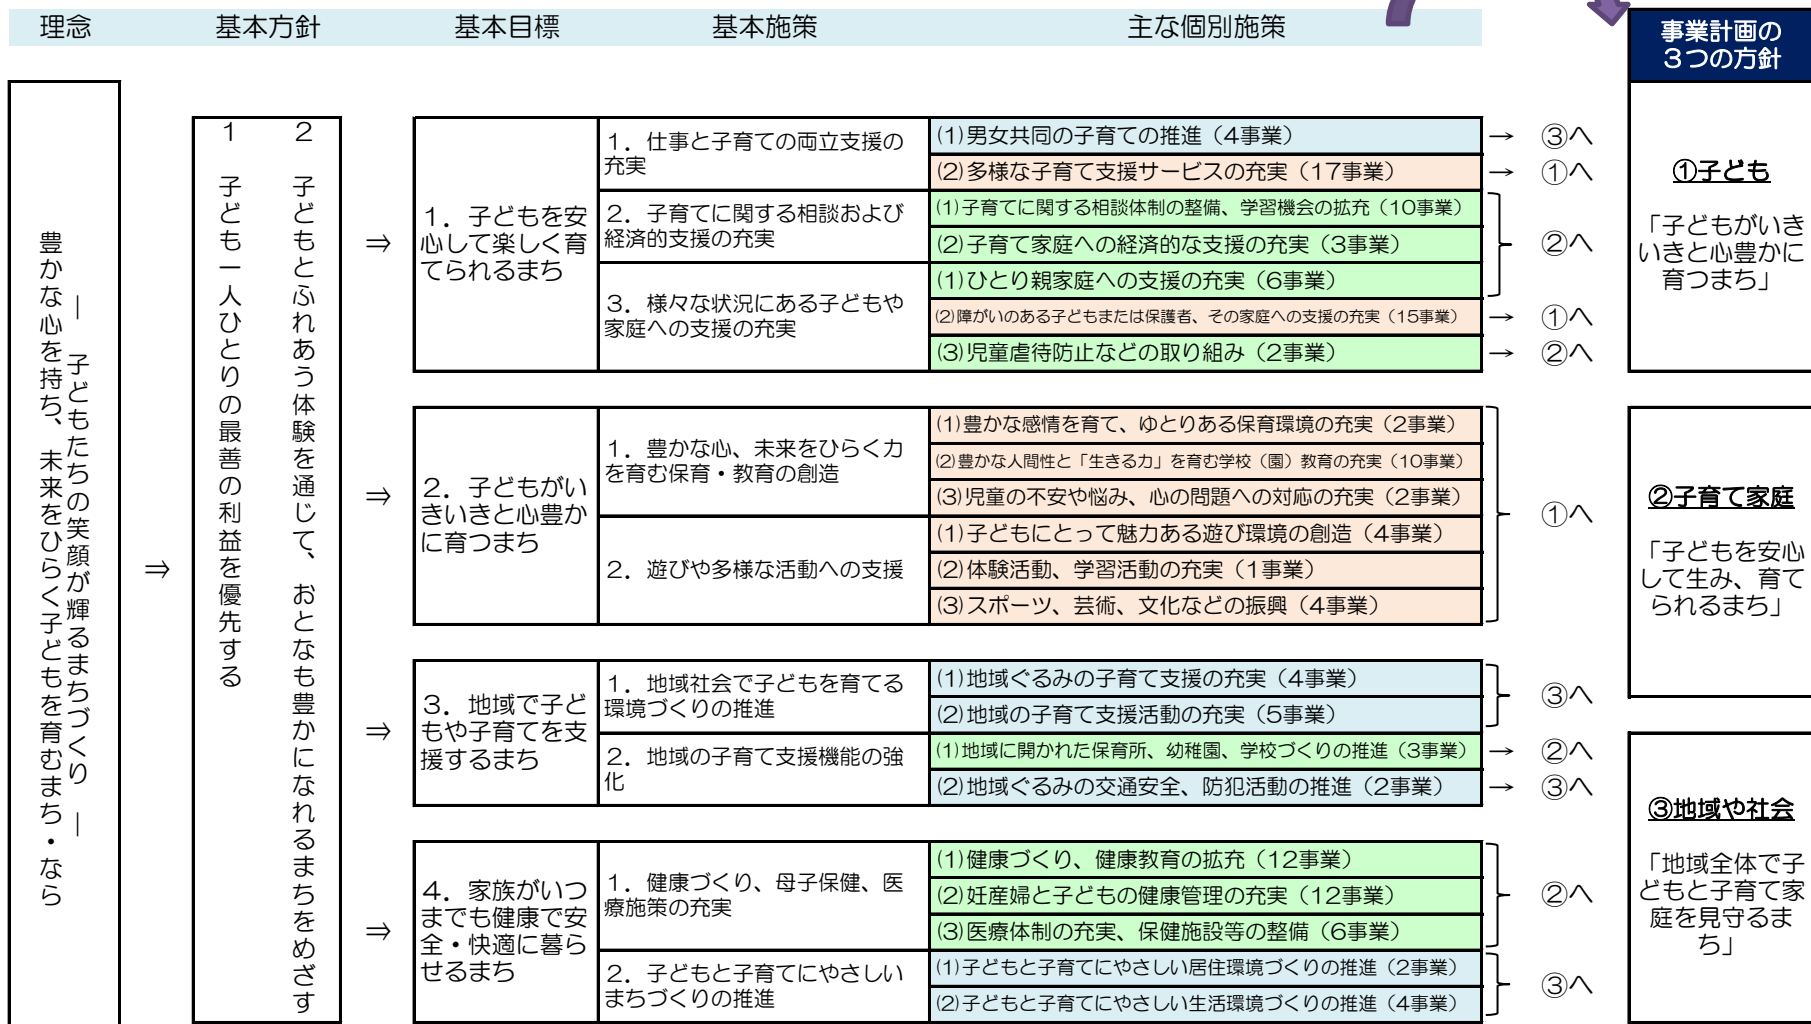 理念
基本方針
基本目標
基本施策
主な個別施策
事業計画の
３つの方針
豊かな心を持ち、未来をひらく子どもを育むまち・なら
― 子どもたちの笑顔が輝るまちづくり ―
⇒
１　子ども一人ひとりの最善の利益を優先する
２　子どもとふれあう体験を通じて、おとなも豊かになれるまちをめざす
⇒
１．子どもを安
心して楽しく育
てられるまち
１．仕事と子育ての両立支援の
充実
(1)男女共同の子育ての推進（4事業）
→　③へ
(2)多様な子育て支援サービスの充実（17事業）
→　①へ
２．子育てに関する相談および
経済的支援の充実
(1)子育てに関する相談体制の整備、学習機会の拡充（10事業）
(2)子育て家庭への経済的な支援の充実（3事業）
②へ
３．様々な状況にある子どもや
家庭への支援の充実
(1)ひとり親家庭への支援の充実（6事業）
(2)障がいのある子どもまたは保護者、その家庭への支援の充実（15事業）
→　①へ
(3)児童虐待防止などの取り組み（2事業）
→　②へ
⇒
２．子どもがい
きいきと心豊か
に育つまち
１．豊かな心、未来をひらく力
を育む保育・教育の創造
(1)豊かな感情を育て、ゆとりある保育環境の充実（2事業）
(2)豊かな人間性と「生きる力」を育む学校（園）教育の充実（10事業）
(3)児童の不安や悩み、心の問題への対応の充実（2事業）
①へ
２．遊びや多様な活動への支援
(1)子どもにとって魅力ある遊び環境の創造（4事業）
(2)体験活動、学習活動の充実（1事業）
(3)スポーツ、芸術、文化などの振興（4事業）
⇒
３．地域で子ど
もや子育てを支
援するまち
１．地域社会で子どもを育てる
環境づくりの推進
(1)地域ぐるみの子育て支援の充実（4事業）
(2)地域の子育て支援活動の充実（5事業）
③へ
２．地域の子育て支援機能の強
化
(1)地域に開かれた保育所、幼稚園、学校づくりの推進（3事業）
→　②へ
(2)地域ぐるみの交通安全、防犯活動の推進（2事業）
→　③へ
⇒
４．家族がいつ
までも健康で安
全・快適に暮ら
せるまち
１．健康づくり、母子保健、医
療施策の充実
(1)健康づくり、健康教育の拡充（12事業）
(2)妊産婦と子どもの健康管理の充実（12事業）
(3)医療体制の充実、保健施設等の整備（6事業）
②へ
２．子どもと子育てにやさしい
まちづくりの推進
(1)子どもと子育てにやさしい居住環境づくりの推進（2事業）
(2)子どもと子育てにやさしい生活環境づくりの推進（4事業）
③へ
①子ども
「子どもがいき
いきと心豊かに
育つまち」
②子育て家庭
「子どもを安心
して生み、育て
られるまち」
③地域や社会
「地域全体で子
どもと子育て家
庭を見守るま
ち」